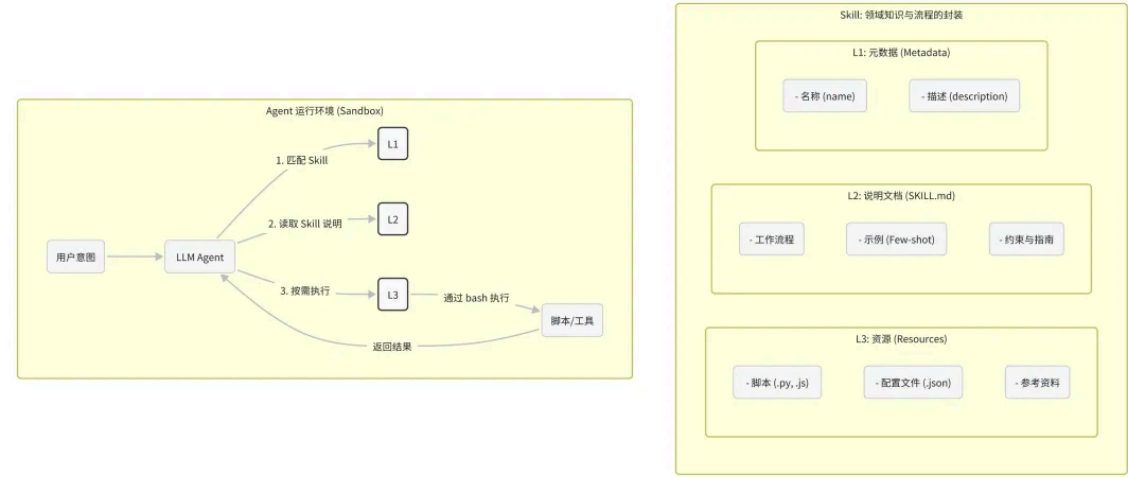 Agent 运行环境 (Sandbox)
L1
1. 匹配 Skill
2. 读取 Skill 说明
L2
用户意图
LLM Agent
3. 按需执行
L3
通过 bash 执行
脚本/工具
返回结果
Skill: 领域知识与流程的封装
L1: 元数据 (Metadata)
- 名称 (name)
- 描述 (description)
L2: 说明文档 (SKILL.md)
- 工作流程
- 示例 (Few-shot)
- 约束与指南
L3: 资源 (Resources)
- 脚本 (.py, .js)
- 配置文件 (.json)
- 参考资料